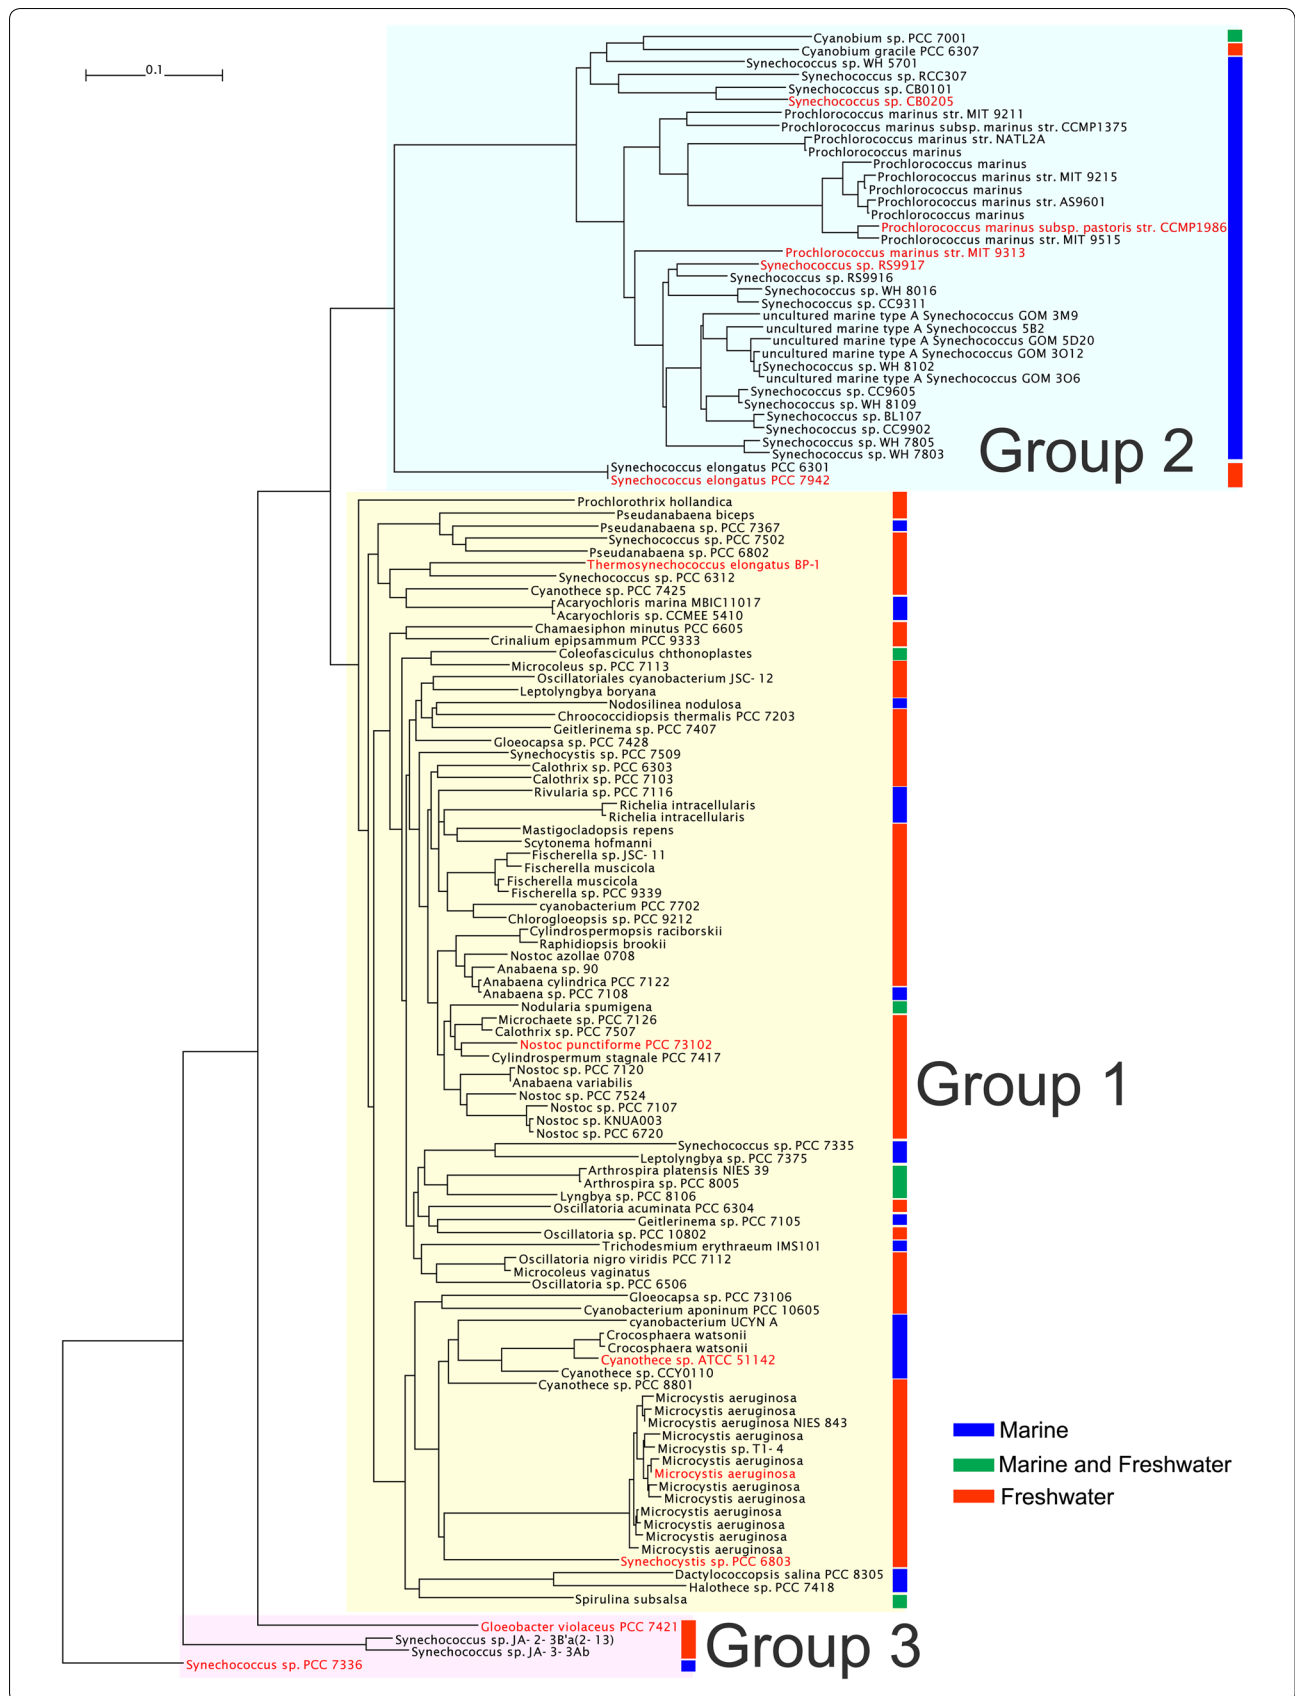 0.1
Cyanobium sp. PCC 7001
Cyanobium gracile PCC 6307
Synechococcus sp. WH 5701
Synechococcus sp. RCC307
Synechococcus sp. CB0101
Synechococcus sp. CB0205
Prochlorococcus marinus str. MIT 9211
Prochlorococcus marinus subsp. marinus str. CCMP1375
Prochlorococcus marinus str. NATL2A
Prochlorococcus marinus
Prochlorococcus marinus
Prochlorococcus marinus str. MIT 9215
Prochlorococcus marinus
Prochlorococcus marinus str. AS9601
Prochlorococcus marinus
Prochlorococcus marinus subsp. pastoris str. CCMP1986
Prochlorococcus marinus str. MIT 9515
Prochlorococcus marinus str. MIT 9313
Synechococcus sp. RS9917
Synechococcus sp. RS9916
Synechococcus sp. WH 8016
Synechococcus sp. CC9311
uncultured marine type A Synechococcus GOM 3M9
uncultured marine type A Synechococcus 5B2
uncultured marine type A Synechococcus GOM 5D20
uncultured marine type A Synechococcus GOM 3O12
Synechococcus sp. WH 8102
uncultured marine type A Synechococcus GOM 3O6
Synechococcus sp. CC9605
Synechococcus sp. WH 8109
Synechococcus sp. BL107
Synechococcus sp. CC9902
Synechococcus sp. WH 7805
Synechococcus sp. WH 7803
Group 2
Synechococcus elongatus PCC 6301
Synechococcus elongatus PCC 7942
Prochlorothrix hollandica
Pseudanabaena biceps
Pseudanabaena sp. PCC 7367
Synechococcus sp. PCC 7502
Pseudanabaena sp. PCC 6802
Thermosynechococcus elongatus BP-1
Synechococcus sp. PCC 6312
Cyanothece sp. PCC 7425
Acaryochloris marina MBIC11017
Acaryochloris sp. CCMEE 5410
Chamaesiphon minutus PCC 6605
Crinalium epipsammum PCC 9333
Coleofasciculus chthonoplastes
Microcoleus sp. PCC 7113
Oscillatoriales cyanobacterium JSC- 12
Leptolyngbya boryana
Nodosilinea nodulosa
Chroococcidiopsis thermalis PCC 7203
Geitlerinema sp. PCC 7407
Gloeocapsa sp. PCC 7428
Synechocystis sp. PCC 7509
Calothrix sp. PCC 6303
Calothrix sp. PCC 7103
Rivularia sp. PCC 7116
Richelia intracellularis
Richelia intracellularis
Mastigocladopsis repens
Scytonema hofmanni
Fischerella sp. JSC- 11
Fischerella muscicola
Fischerella muscicola
Fischerella sp. PCC 9339
cyanobacterium PCC 7702
Chlorogloeopsis sp. PCC 9212
Cylindrospermopsis raciborskii
Raphidiopsis brookii
Nostoc azollae 0708
Anabaena sp. 90
Anabaena cylindrica PCC 7122
Anabaena sp. PCC 7108
Nodularia spumigena
Microchaete sp. PCC 7126
Calothrix sp. PCC 7507
Nostoc punctiforme PCC 73102
Cylindrospermum stagnale PCC 7417
Nostoc sp. PCC 7120
Anabaena variabilis
Group 1
Nostoc sp. PCC 7524
Nostoc sp. PCC 7107
Nostoc sp. KNUA003
Nostoc sp. PCC 6720
Synechococcus sp. PCC 7335
Leptolyngbya sp. PCC 7375
Arthrospira platensis NIES 39
Arthrospira sp. PCC 8005
Lyngbya sp. PCC 8106
Oscillatoria acuminata PCC 6304
Geitlerinema sp. PCC 7105
Oscillatoria sp. PCC 10802
Trichodesmium erythraeum IMS101
Oscillatoria nigro viridis PCC 7112
Microcoleus vaginatus
Oscillatoria sp. PCC 6506
Gloeocapsa sp. PCC 73106
Cyanobacterium aponinum PCC 10605
cyanobacterium UCYN A
Crocosphaera watsonii
Crocosphaera watsonii
Cyanothece sp. ATCC 51142
Cyanothece sp. CCY0110
Cyanothece sp. PCC 8801
Microcystis aeruginosa
Microcystis aeruginosa
Microcystis aeruginosa NIES 843
Microcystis aeruginosa
Microcystis sp. T1- 4
Microcystis aeruginosa
Microcystis aeruginosa
Microcystis aeruginosa
Microcystis aeruginosa
Microcystis aeruginosa
Microcystis aeruginosa
Microcystis aeruginosa
Microcystis aeruginosa
Synechocystis sp. PCC 6803
Dactylococcopsis salina PCC 8305
Halothece sp. PCC 7418
Spirulina subsalsa
Marine
Marine and Freshwater
Freshwater
Gloeobacter violaceus PCC 7421
Synechococcus sp. JA- 2- 3B'a(2- 13)
Synechococcus sp. JA- 3- 3Ab
Synechococcus sp. PCC 7336
Group 3